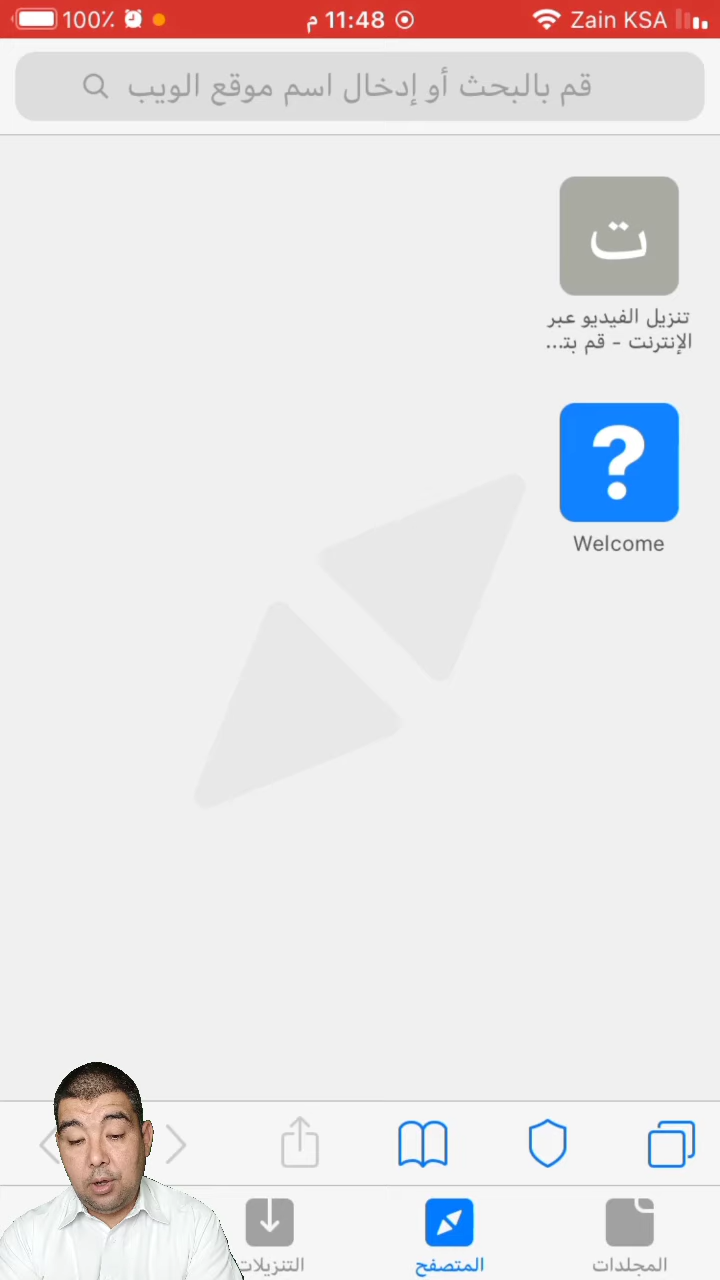 100٪ 11:48 م Zain KSA
قم بالبحث أو إدخال اسم موقع الويب
ت
تنزيل الفيديو عبر
الإنترنت - قم بتـ...
?
Welcome
المجلدات المتصفح التنزيلات